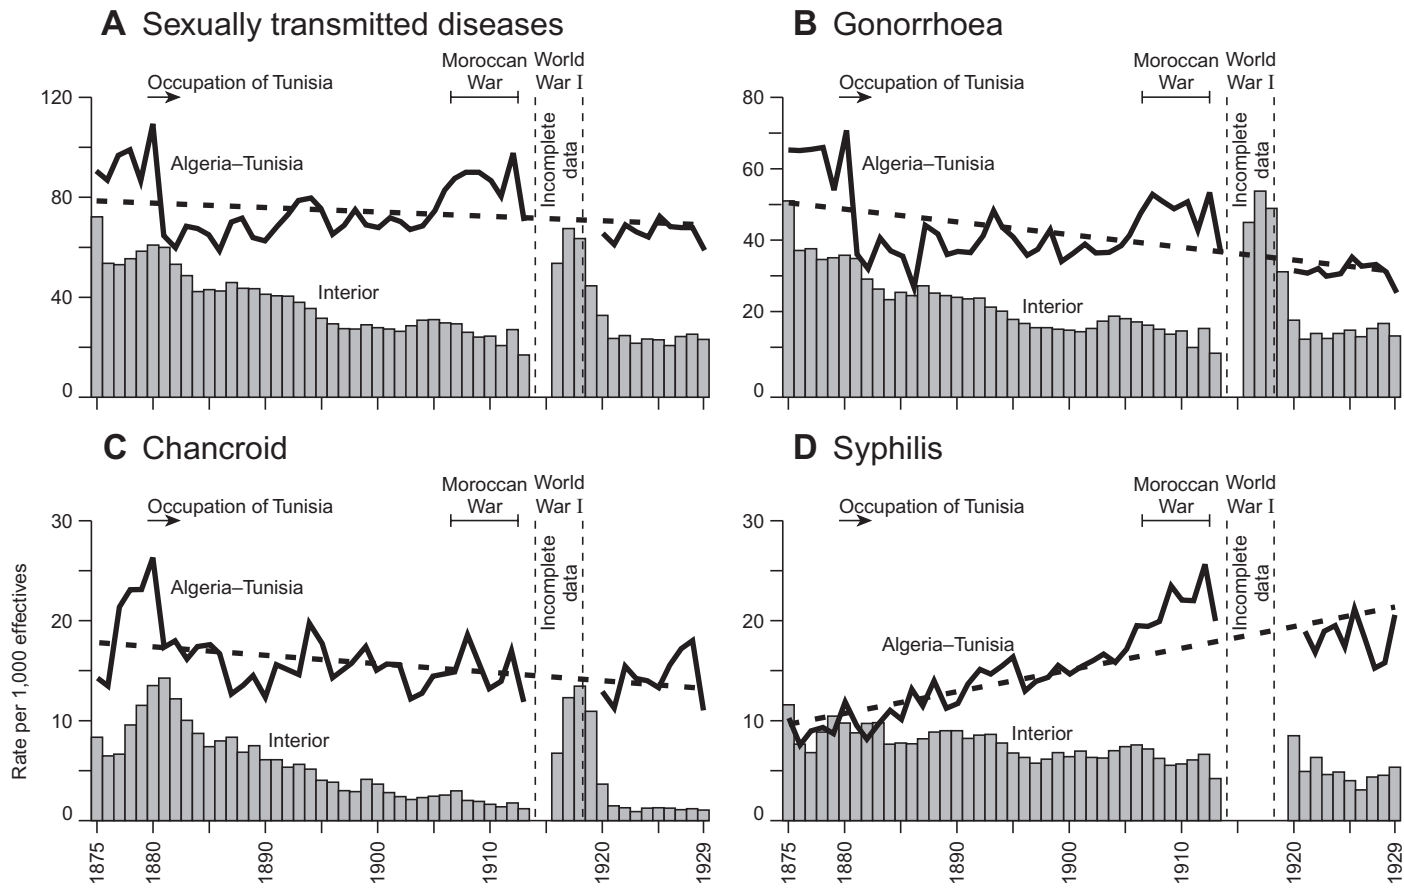 A Sexually transmitted diseases
Moroccan War
World War I
Occupation of Tunisia
120
80
40
0
Algeria–Tunisia
Interior
Incomplete data
B Gonorrhoea
Moroccan War
World War I
Occupation of Tunisia
80
60
40
20
0
Algeria–Tunisia
Interior
Incomplete data
C Chancroid
Moroccan War
World War I
Occupation of Tunisia
30
20
10
0
Rate per 1,000 effectives
Algeria–Tunisia
Interior
Incomplete data
1875
1880
1890
1900
1910
1920
1929
D Syphilis
Moroccan War
World War I
Occupation of Tunisia
30
20
10
0
Algeria–Tunisia
Interior
Incomplete data
1875
1880
1890
1900
1910
1920
1929